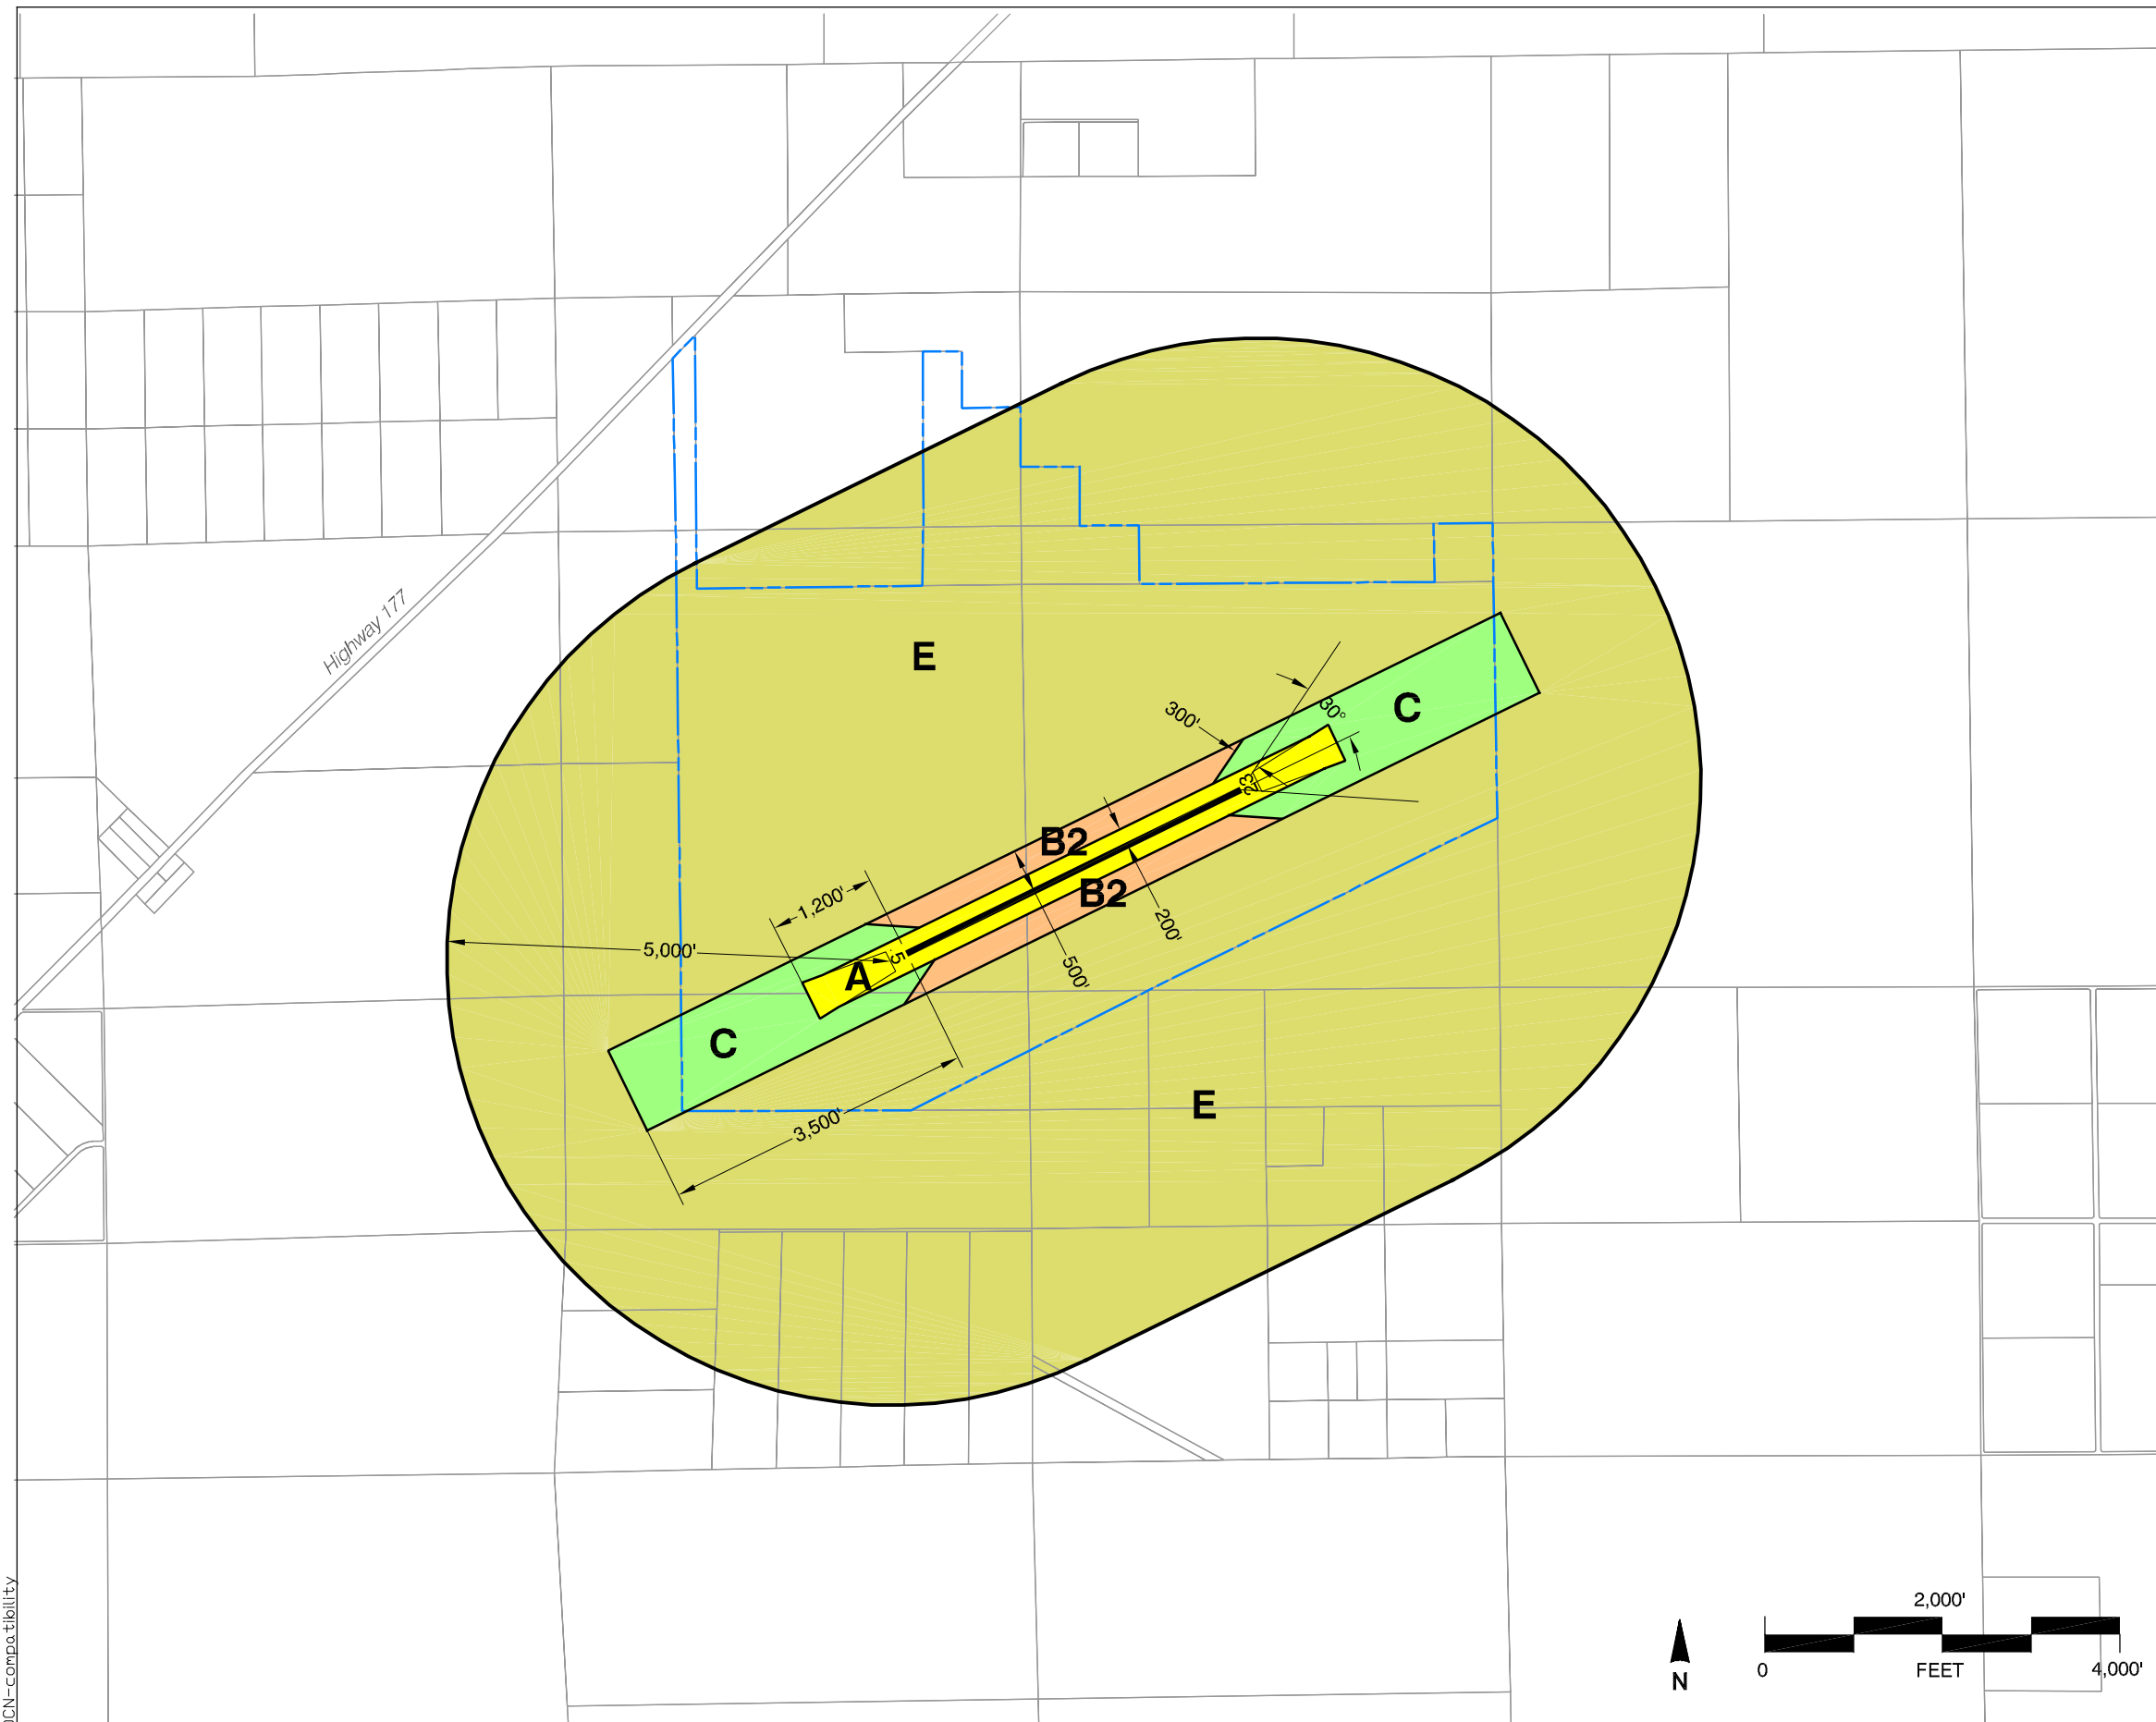 Highway 177
E
C
30°
300'
23
B2
B2
1,200'
200'
5,000'
5
500'
A
C
3,500'
E
2,000'
0
FEET
4,000'
N
CN-compatibility